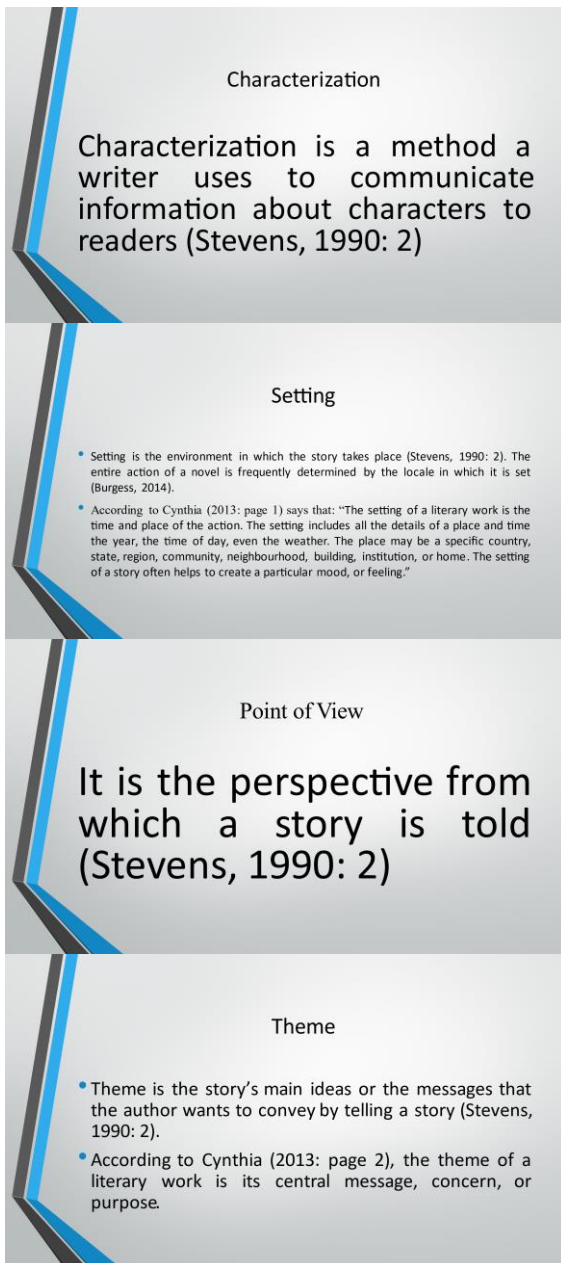 Characterization
Characterization is a method a
writer uses to communicate
information about characters to
readers (Stevens, 1990: 2)
Setting
• Setting is the environment in which the story takes place (Stevens, 1990: 2). The
entire action of a novel is frequently determined by the locale in which it is set
(Burgess, 2014).
• According to Cynthia (2013: page 1) says that: “The setting of a literary work is the
time and place of the action. The setting includes all the details of a place and time
the year, the time of day, even the weather. The place may be a specific country,
state, region, community, neighbourhood, building, institution, or home. The setting
of a story often helps to create a particular mood, or feeling.”
Point of View
It is the perspective from
which a story is told
(Stevens, 1990: 2)
Theme
• Theme is the story’s main ideas or the messages that
the author wants to convey by telling a story (Stevens,
1990: 2).
• According to Cynthia (2013: page 2), the theme of a
literary work is its central message, concern, or
purpose.